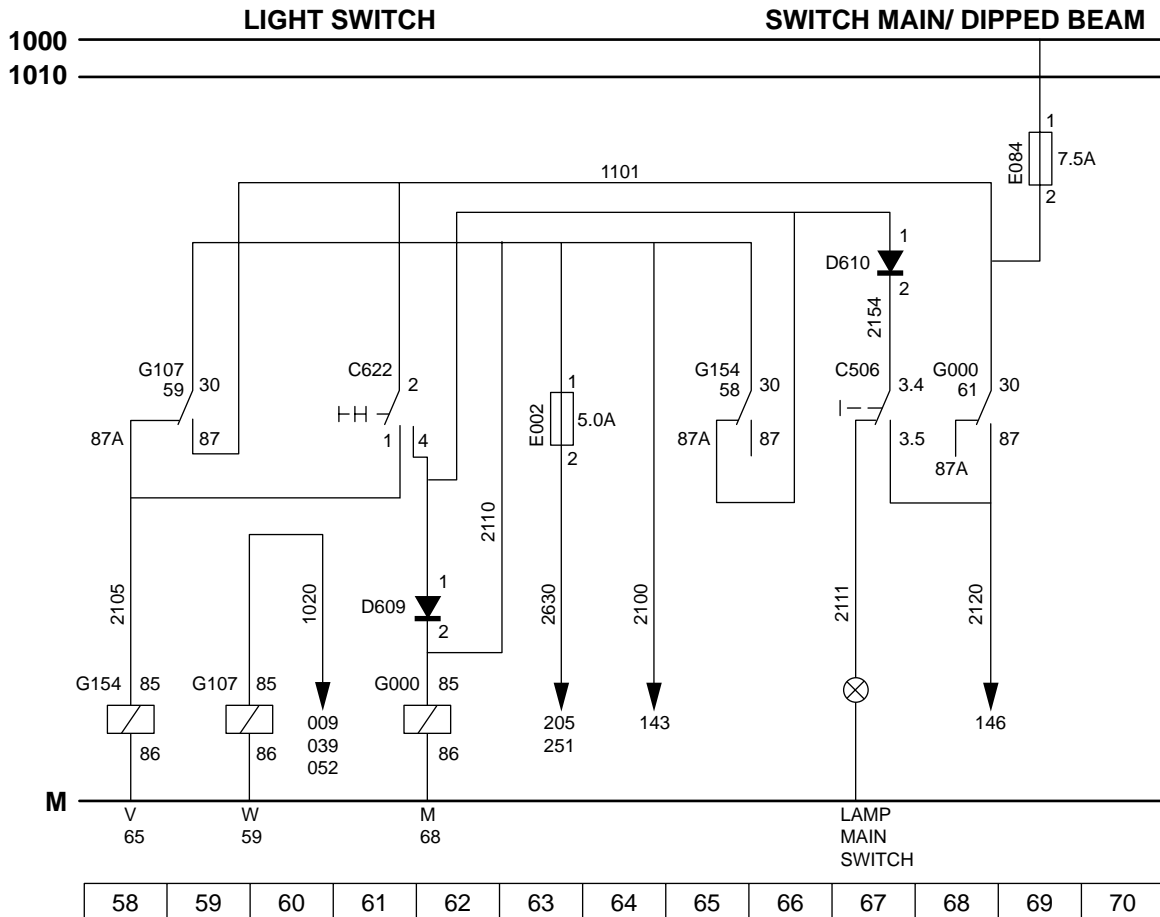 LIGHT SWITCH
SWITCH MAIN/ DIPPED BEAM
1000
1010
1
E084
7.5A
2
1101
1
D610
2
2154
G107
59
30
87A
87
C622
2
1
4
1
E002
5.0A
2
G154
58
30
87A
87
C506
3.4
3.5
G000
61
30
87
87A
2110
2105
1020
D609
1
2
2630
2100
2111
2120
G154
85
86
G107
85
86
009
039
052
G000
85
86
205
251
143
146
M
V
65
W
59
M
68
LAMP
MAIN
SWITCH
58 59 60 61 62 63 64 65 66 67 68 69 70